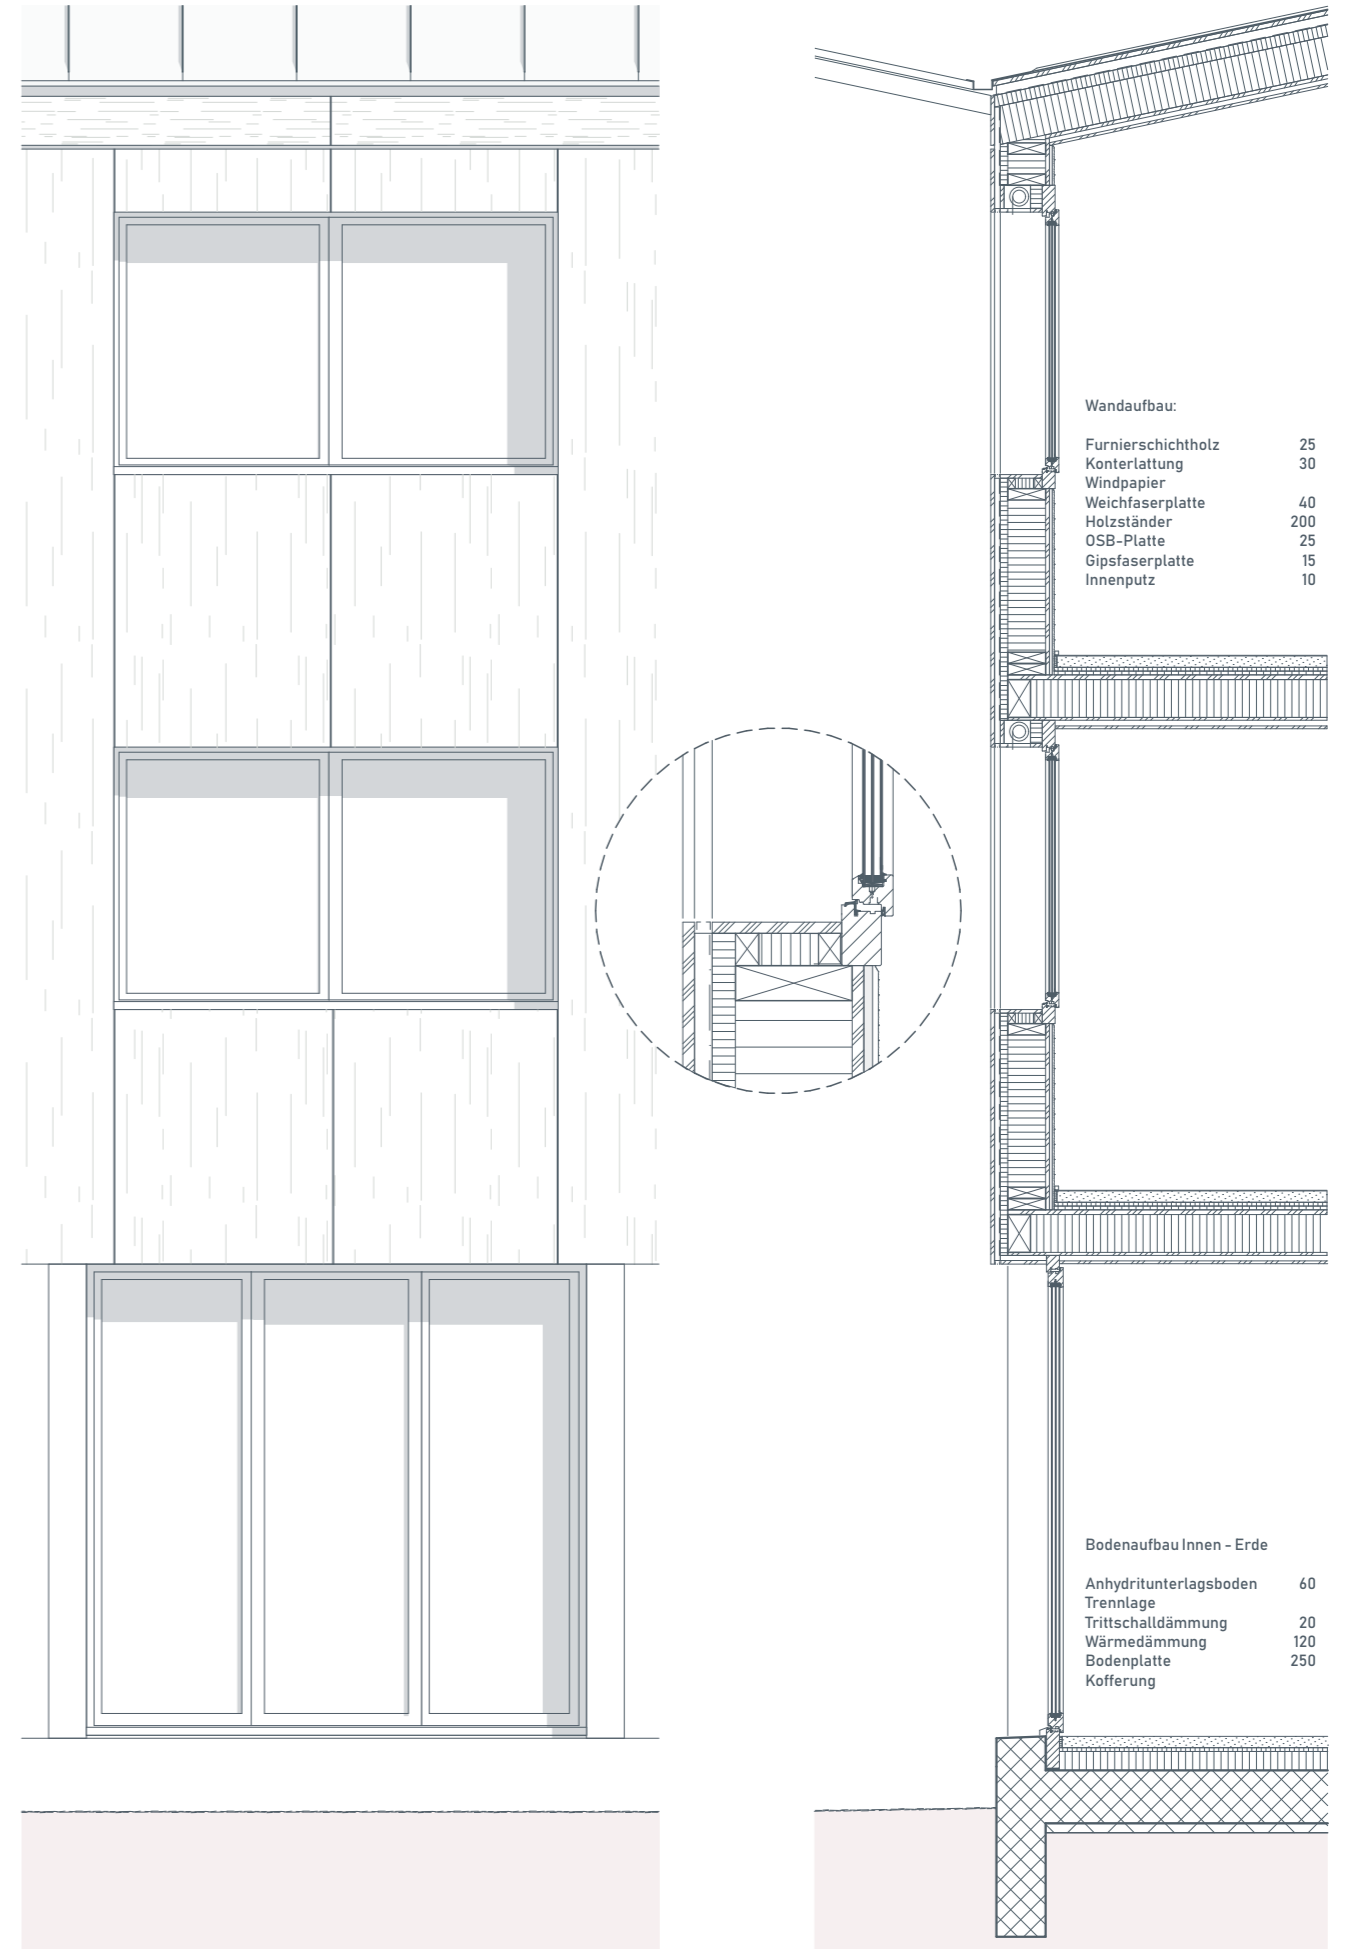 Wandaufbau:
Furnierschichtholz 25
Konterlattung 30
Windpapier
Weichfaserplatte 40
Holzständer 200
OSB-Platte 25
Gipsfaserplatte 15
Innenputz 10
Bodenaufbau Innen - Erde
Anhydritunterlagsboden 60
Trennlage
Trittschalldämmung 20
Wärmedämmung 120
Bodenplatte 250
Kofferung